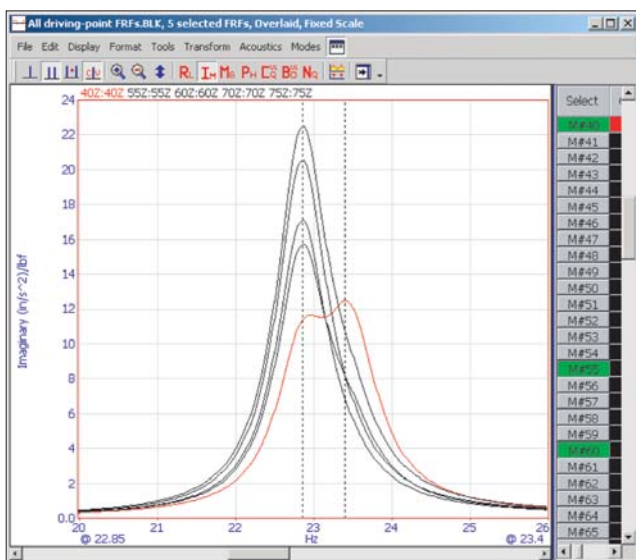 All driving-point FRFs.BLK, 5 selected FRFs, Overlaid, Fixed Scale
File Edit Display Format Tools Transform Acoustics Modes
40Z:40Z 55Z:55Z 60Z:60Z 70Z:70Z 75Z:75Z
24
22
20
18
16
14
12
10
8
6
4
2
0.0
Imaginary (in/s^2)/lbf
20 21 22 23 24 25 26
@ 22.85 Hz @ 23.4
Select
M#40
M#41
M#42
M#43
M#44
M#45
M#46
M#47
M#48
M#49
M#50
M#51
M#52
M#53
M#54
M#55
M#56
M#57
M#58
M#59
M#60
M#61
M#62
M#63
M#64
M#65